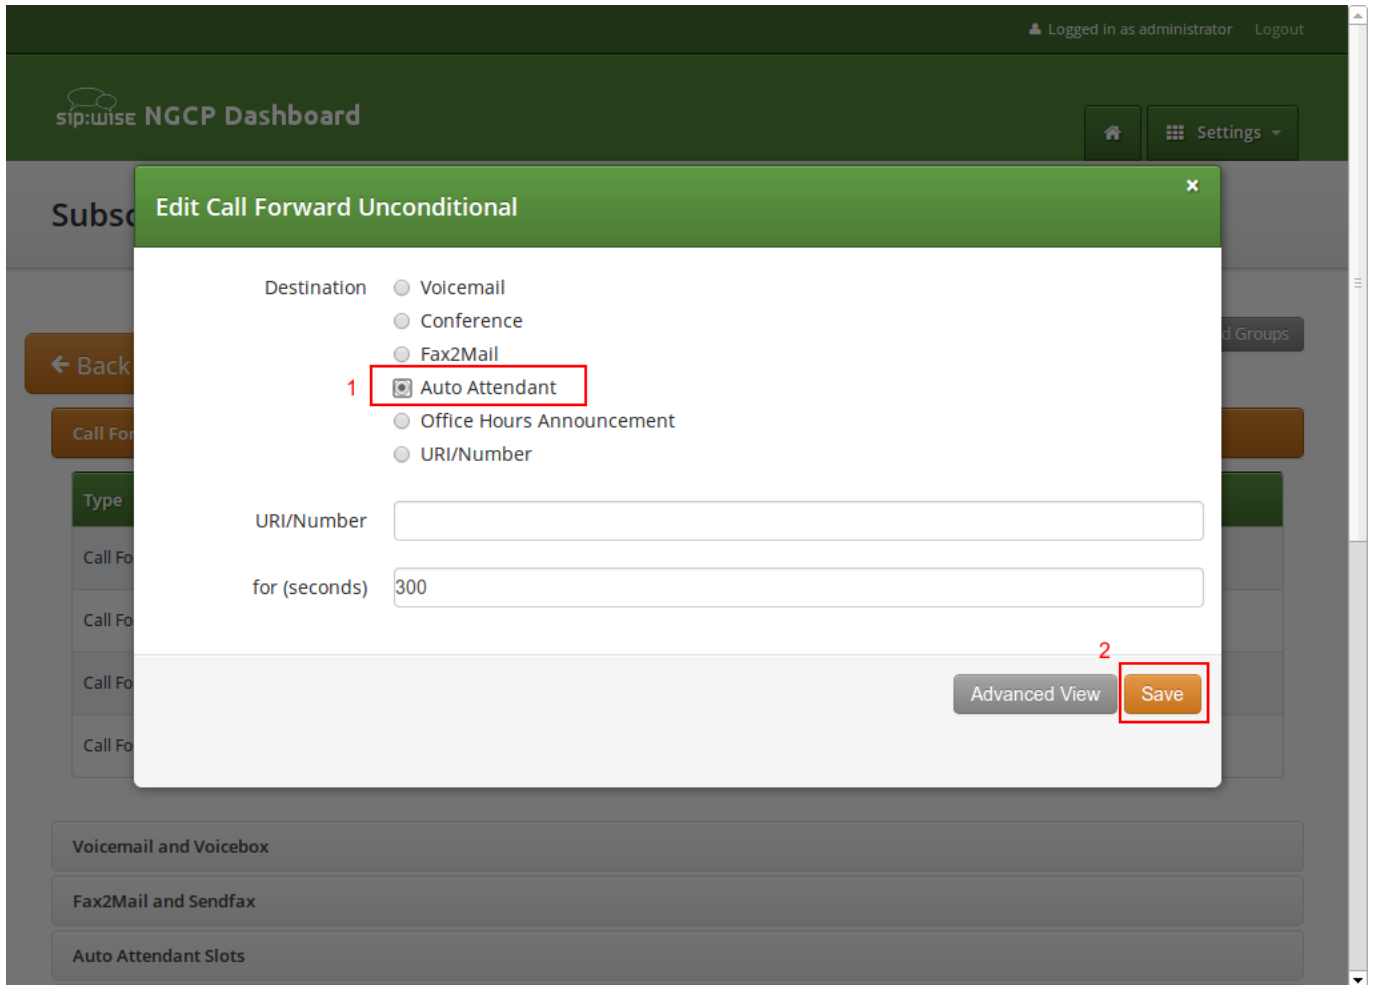 Logged in as administrator Logout
sip:wise NGCP Dashboard
Settings
Subsc
Edit Call Forward Unconditional
×
Destination
Voicemail
Conference
Fax2Mail
1 Auto Attendant
Office Hours Announcement
URI/Number
d Groups
Back
Call For
Type
URI/Number
Call Fo
for (seconds) 300
Call Fo
2
Call Fo
Advanced View Save
Call Fo
Voicemail and Voicebox
Fax2Mail and Sendfax
Auto Attendant Slots